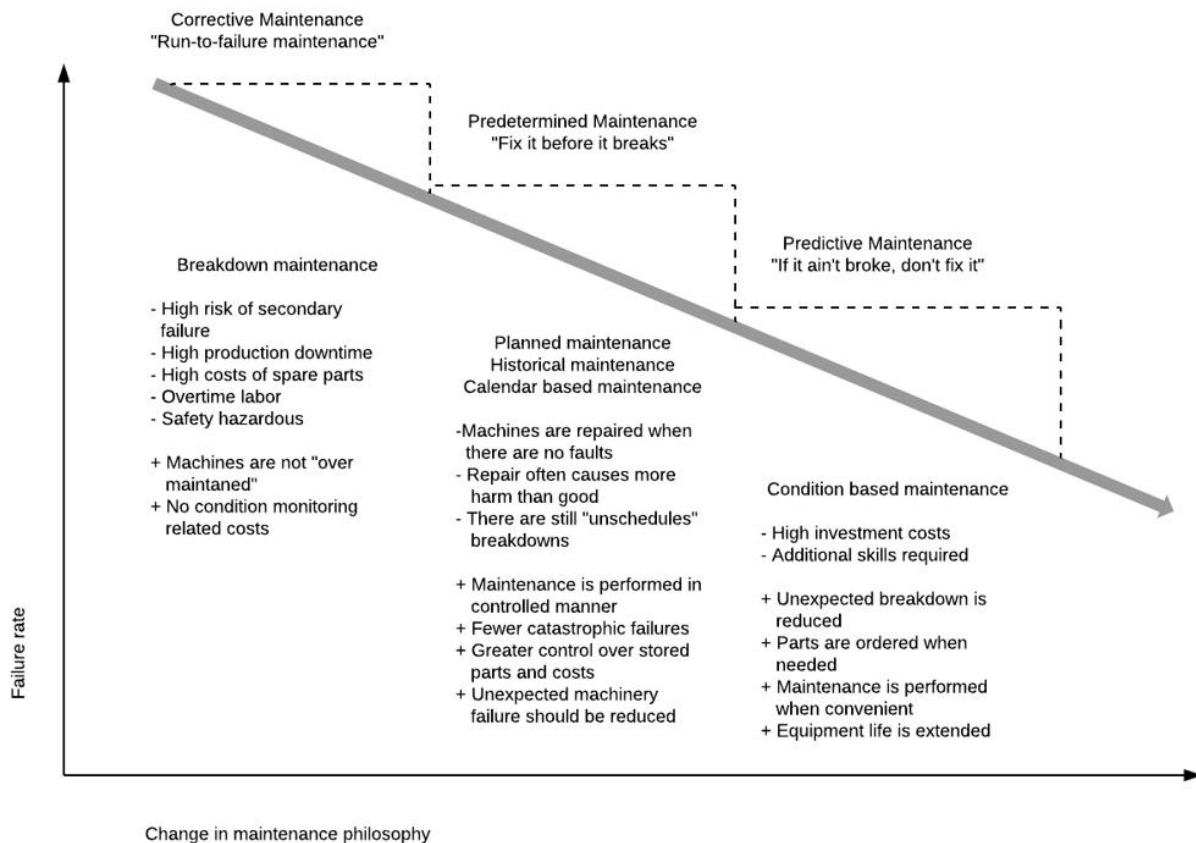 Corrective Maintenance
"Run-to-failure maintenance"
Predetermined Maintenance
"Fix it before it breaks"
Predictive Maintenance
"If it ain't broke, don't fix it"
Breakdown maintenance
- High risk of secondary
failure
- High production downtime
- High costs of spare parts
- Overtime labor
- Safety hazardous
+ Machines are not "over
maintaned"
+ No condition monitoring
related costs
Planned maintenance
Historical maintenance
Calendar based maintenance
-Machines are repaired when
there are no faults
- Repair often causes more
harm than good
- There are still "unschedules"
breakdowns
+ Maintenance is performed in
controlled manner
+ Fewer catastrophic failures
+ Greater control over stored
parts and costs
+ Unexpected machinery
failure should be reduced
Condition based maintenance
- High investment costs
- Additional skills required
+ Unexpected breakdown is
reduced
+ Parts are ordered when
needed
+ Maintenance is performed
when convenient
+ Equipment life is extended
Failure rate
Change in maintenance philosophy